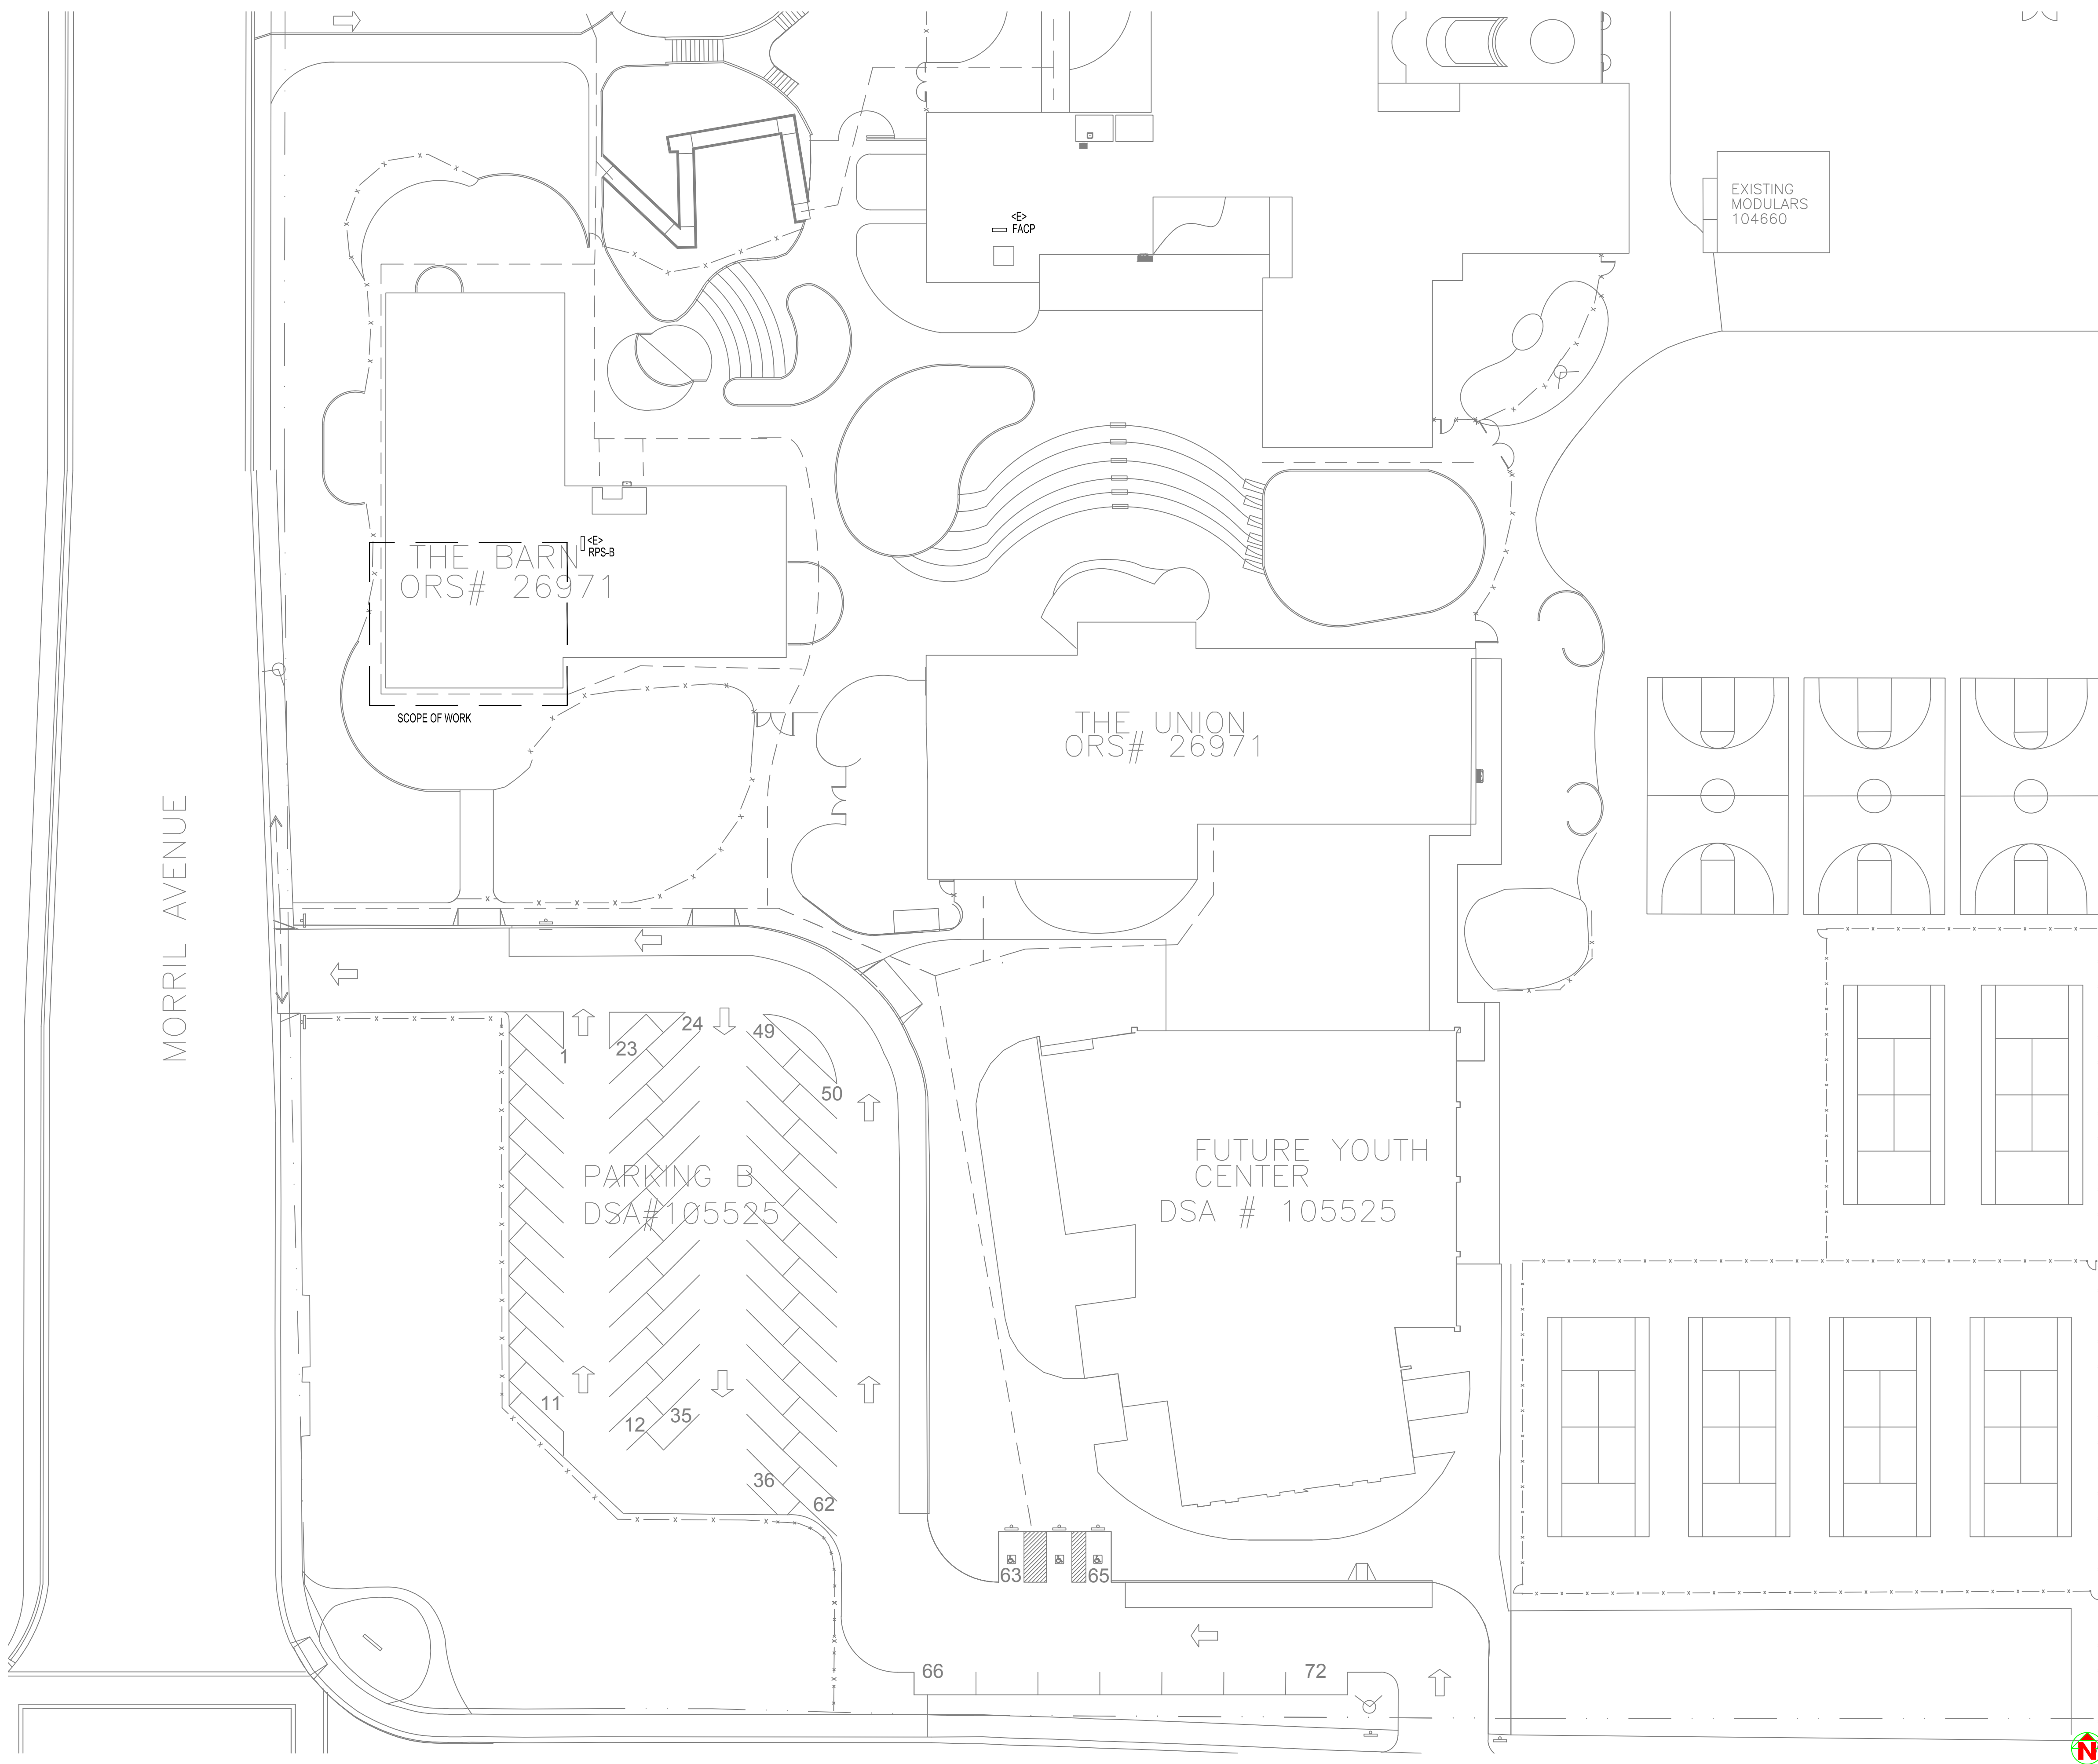 EXISTING
MODULARS
104660
<E>
FACP
<E>
RPS-B
THE BARN
ORS# 26971
SCOPE OF WORK
THE UNION
ORS# 26971
MORRIL AVENUE
1
23
24
49
50
PARKING B
DSA#105525
FUTURE YOUTH
CENTER
DSA # 105525
11
12
35
36
62
63
65
66
72
N